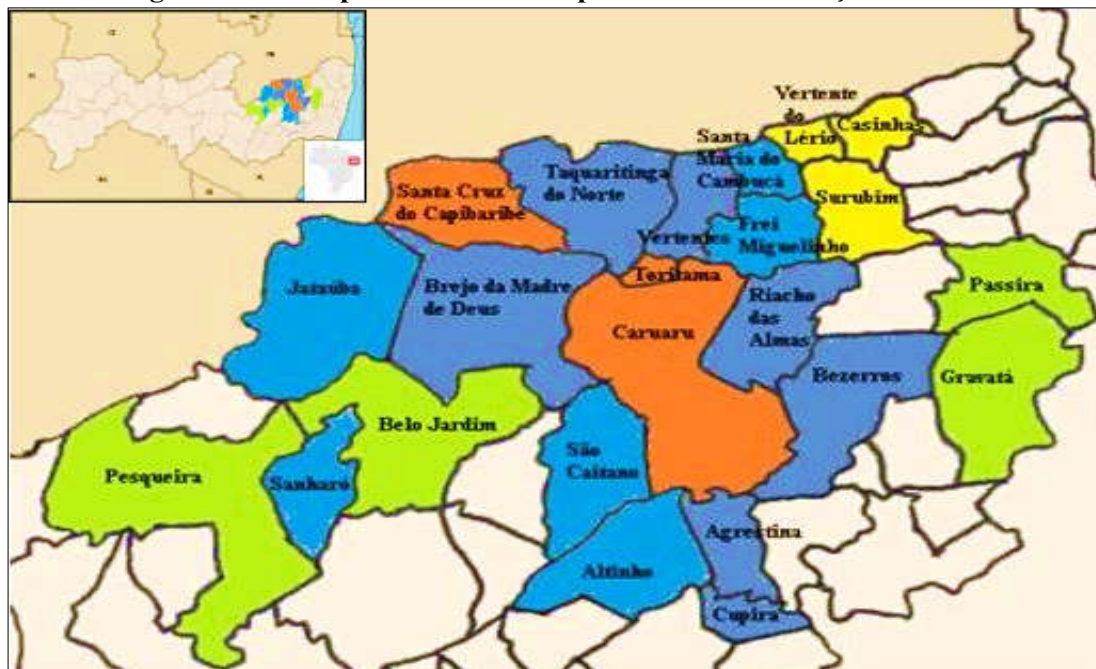 Vertente
do
Lério
Casinhas
Santa
Maria do
Cambucá
Taquaritinga
do Norte
Santa Cruz
do Capibaribe
Surubim
Vertentes
Frei
Miguelinho
Toritama
Jataúba
Brejo da Madre
de Deus
Riacho
das
Almas
Passira
Caruaru
Bezerros
Gravatá
Belo Jardim
São
Caitano
Pesqueira
Sanharó
Agrestina
Altinho
Cupira